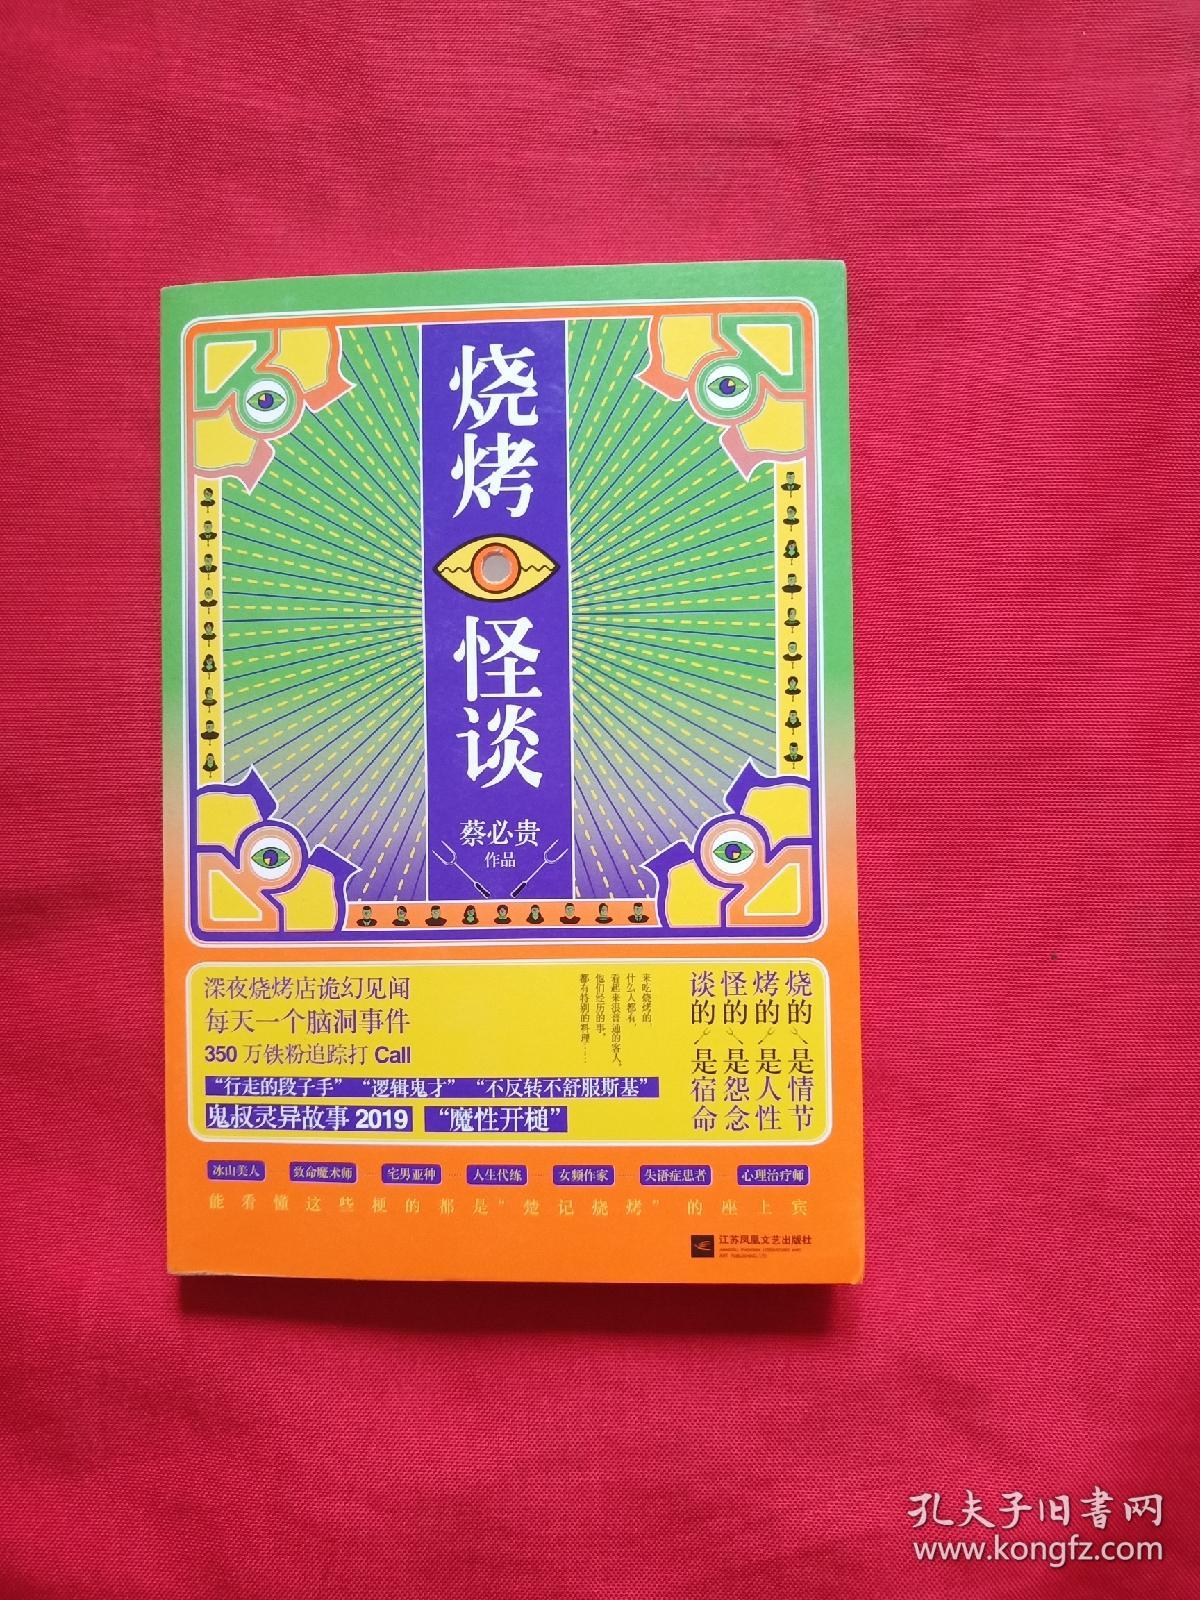 烧烤
怪谈
蔡必贵
作品
深夜烧烤店诡幻见闻
每天一个脑洞事件
350万铁粉追踪打Call
“行走的段子手” “逻辑鬼才” “不反转不舒服斯基”
鬼叔灵异故事2019 “魔性开槌”
来吃烧烤的，
什么人都有，
看起来很普通的客人，
他们经历的事，
都有特别的料理……
烧的 是情节
烤的 是人性
怪的 是怨念
谈的 是宿命
冰山美人 致命魔术师 宅男亚种 人生代练 女频作家 失语症患者 心理治疗师
能看懂这些梗的都是“楚记烧烤”的座上宾
江苏凤凰文艺出版社
JIANGSU PHOENIX LITERATURE AND
ART PUBLISHING, LTD
孔夫子旧书网
www.kongfz.com